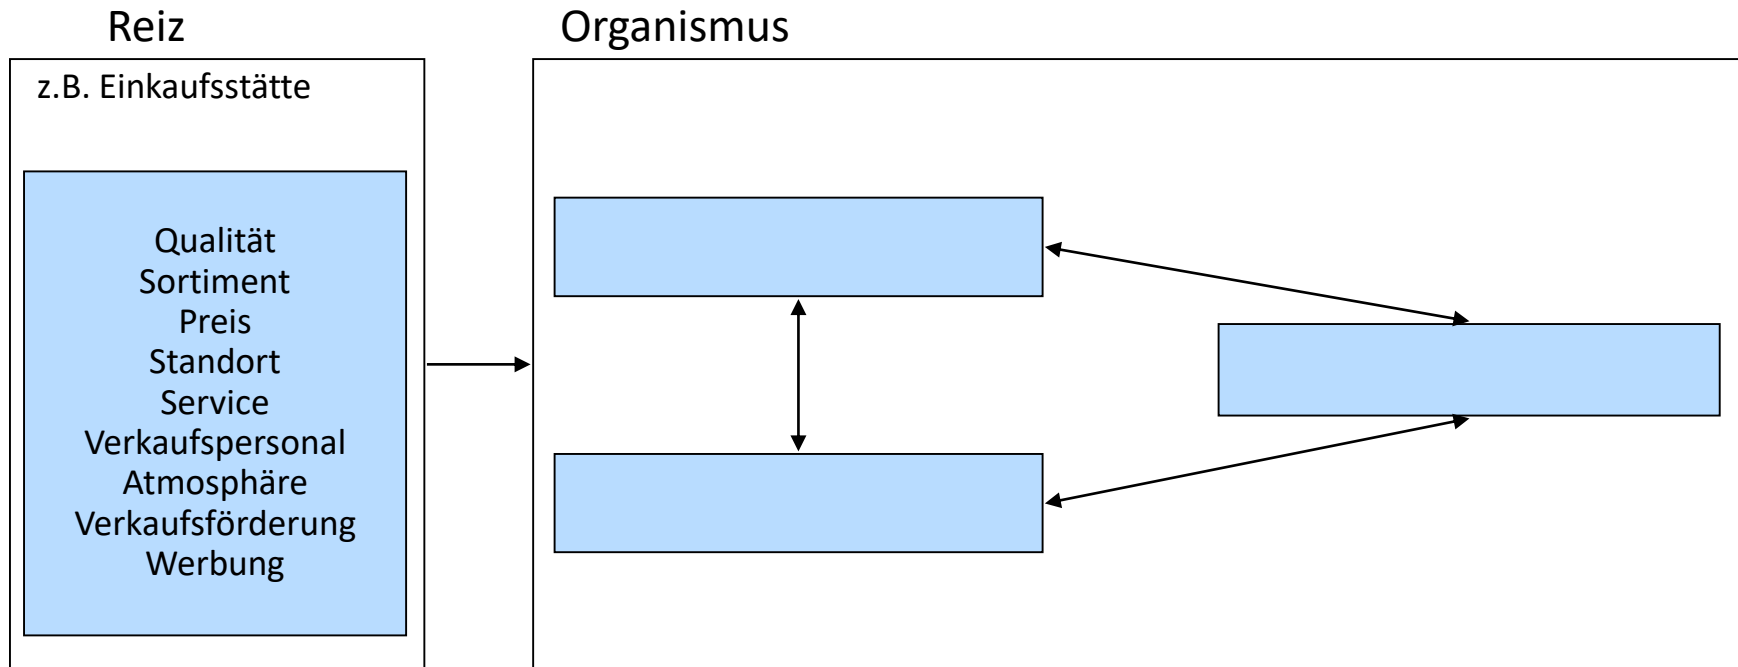 Reiz
Organismus
z.B. Einkaufsstätte
Qualität
Sortiment
Preis
Standort
Service
Verkaufspersonal
Atmosphäre
Verkaufsförderung
Werbung